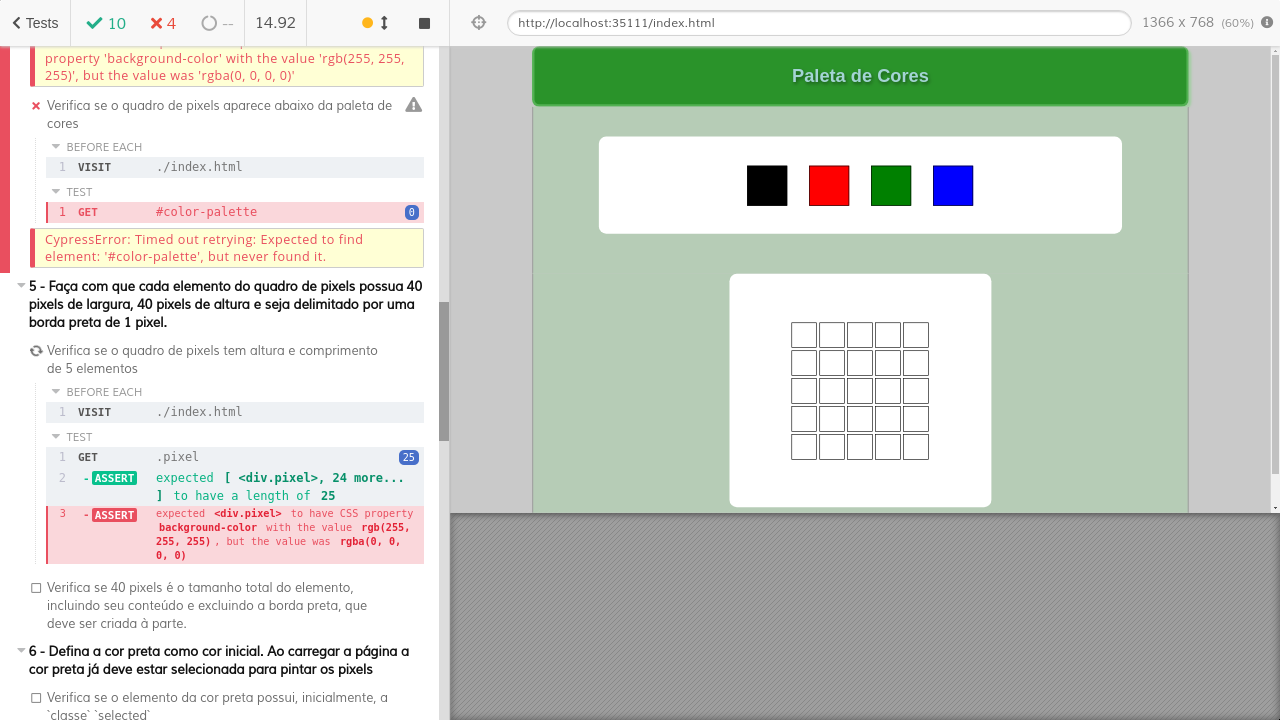 Tests 10 4 -- 14.92 http://localhost:35111/index.html 1366 x 768 (60%)
property 'background-color' with the value 'rgb(255, 255,
255)', but the value was 'rgba(0, 0, 0, 0)'
Verifica se o quadro de pixels aparece abaixo da paleta de
cores
BEFORE EACH
1 VISIT ./index.html
TEST
1 GET #color-palette 0
CypressError: Timed out retrying: Expected to find
element: '#color-palette', but never found it.
5 - Faça com que cada elemento do quadro de pixels possua 40
pixels de largura, 40 pixels de altura e seja delimitado por uma
borda preta de 1 pixel.
Verifica se o quadro de pixels tem altura e comprimento
de 5 elementos
BEFORE EACH
1 VISIT ./index.html
TEST
1 GET .pixel 25
2 -ASSERT expected [ <div.pixel>, 24 more...
] to have a length of 25
3 -ASSERT expected <div.pixel> to have CSS property
background-color with the value rgb(255,
255, 255), but the value was rgba(0, 0,
0, 0)
Verifica se 40 pixels é o tamanho total do elemento,
incluindo seu conteúdo e excluindo a borda preta, que
deve ser criada à parte.
6 - Defina a cor preta como cor inicial. Ao carregar a página a
cor preta já deve estar selecionada para pintar os pixels
Verifica se o elemento da cor preta possui, inicialmente, a
`classe` `selected`
Paleta de Cores